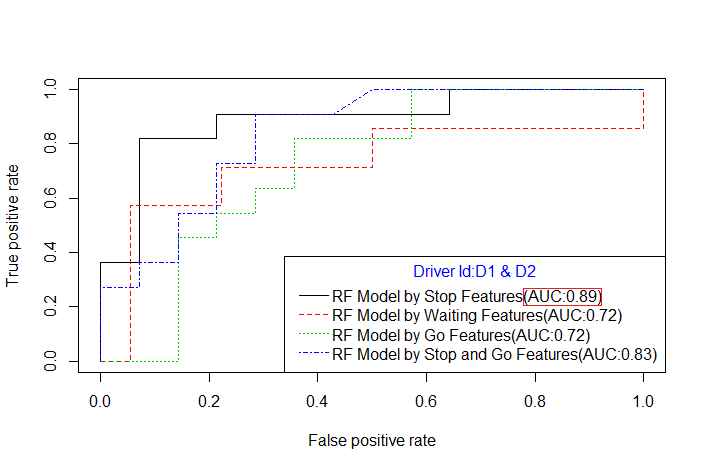 1.0
0.8
0.6
0.4
0.2
0.0
True positive rate
Driver Id:D1 & D2
RF Model by Stop Features(AUC:0.89)
RF Model by Waiting Features(AUC:0.72)
RF Model by Go Features(AUC:0.72)
RF Model by Stop and Go Features(AUC:0.83)
0.0 0.2 0.4 0.6 0.8 1.0
False positive rate